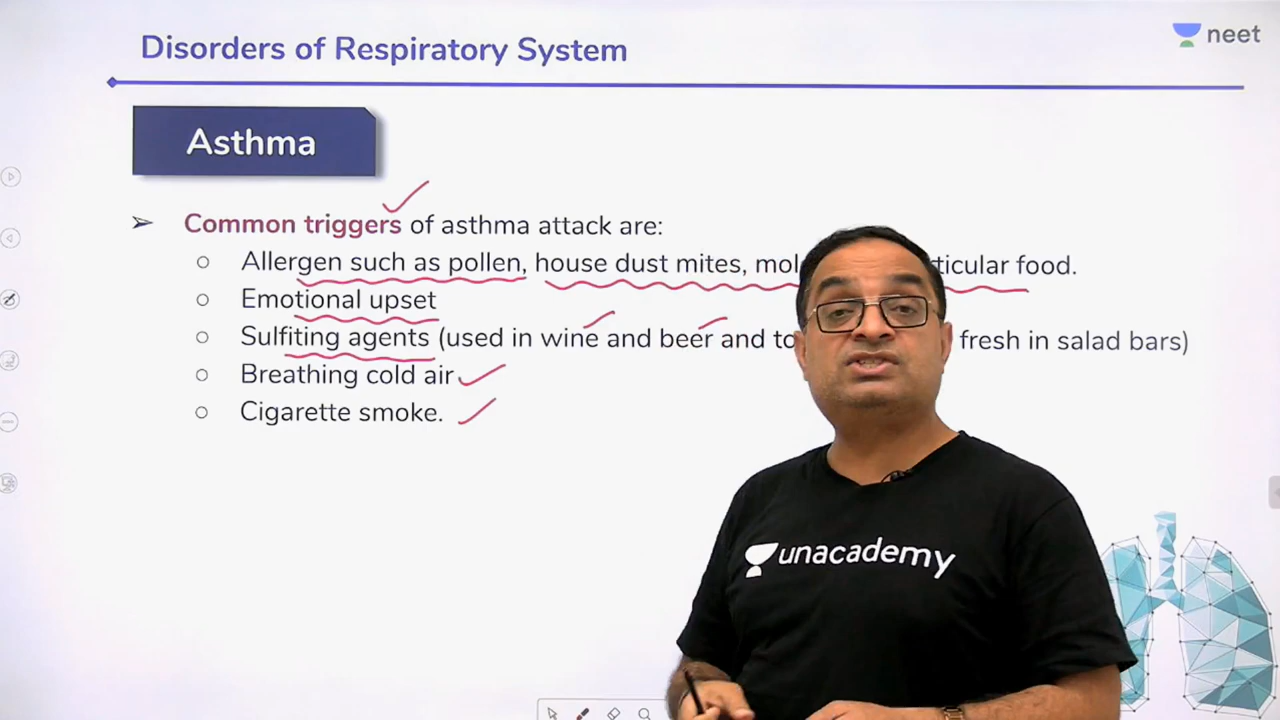 Disorders of Respiratory System
neet
Asthma
Common triggers of asthma attack are:
Allergen such as pollen, house dust mites, mol ticular food.
Emotional upset
Sulfiting agents (used in wine and beer and to fresh in salad bars)
Breathing cold air
Cigarette smoke.
unacademy